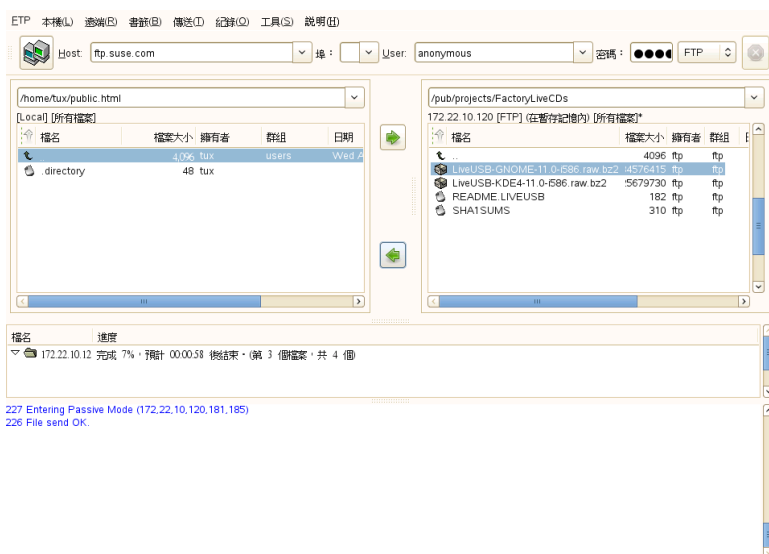 FTP 本機(L) 遠端(R) 書籤(B) 傳送(T) 紀錄(O) 工具(S) 說明(H)
Host: ftp.suse.com 埠： User: anonymous 密碼： FTP
/home/tux/public.html
[Local] [所有檔案]
檔名 檔案大小 擁有者 群組 日期
.. 4,096 tux users Wed A
.directory 48 tux
/pub/projects/FactoryLiveCDs
172.22.10.120 [FTP] (在暫存記憶內) [所有檔案]*
檔名 檔案大小 擁有者 群組
.. 4096 ftp ftp
LiveUSB-GNOME-11.0-i586.raw.bz2 4576415 ftp ftp
LiveUSB-KDE4-11.0-i586.raw.bz2 5679730 ftp ftp
README.LIVEUSB 182 ftp ftp
SHA1SUMS 310 ftp ftp
檔名 進度
172.22.10.12 完成 7%，預計 00:00:58 後結束。(第 3 個檔案，共 4 個)
227 Entering Passive Mode (172,22,10,120,181,185)
226 File send OK.